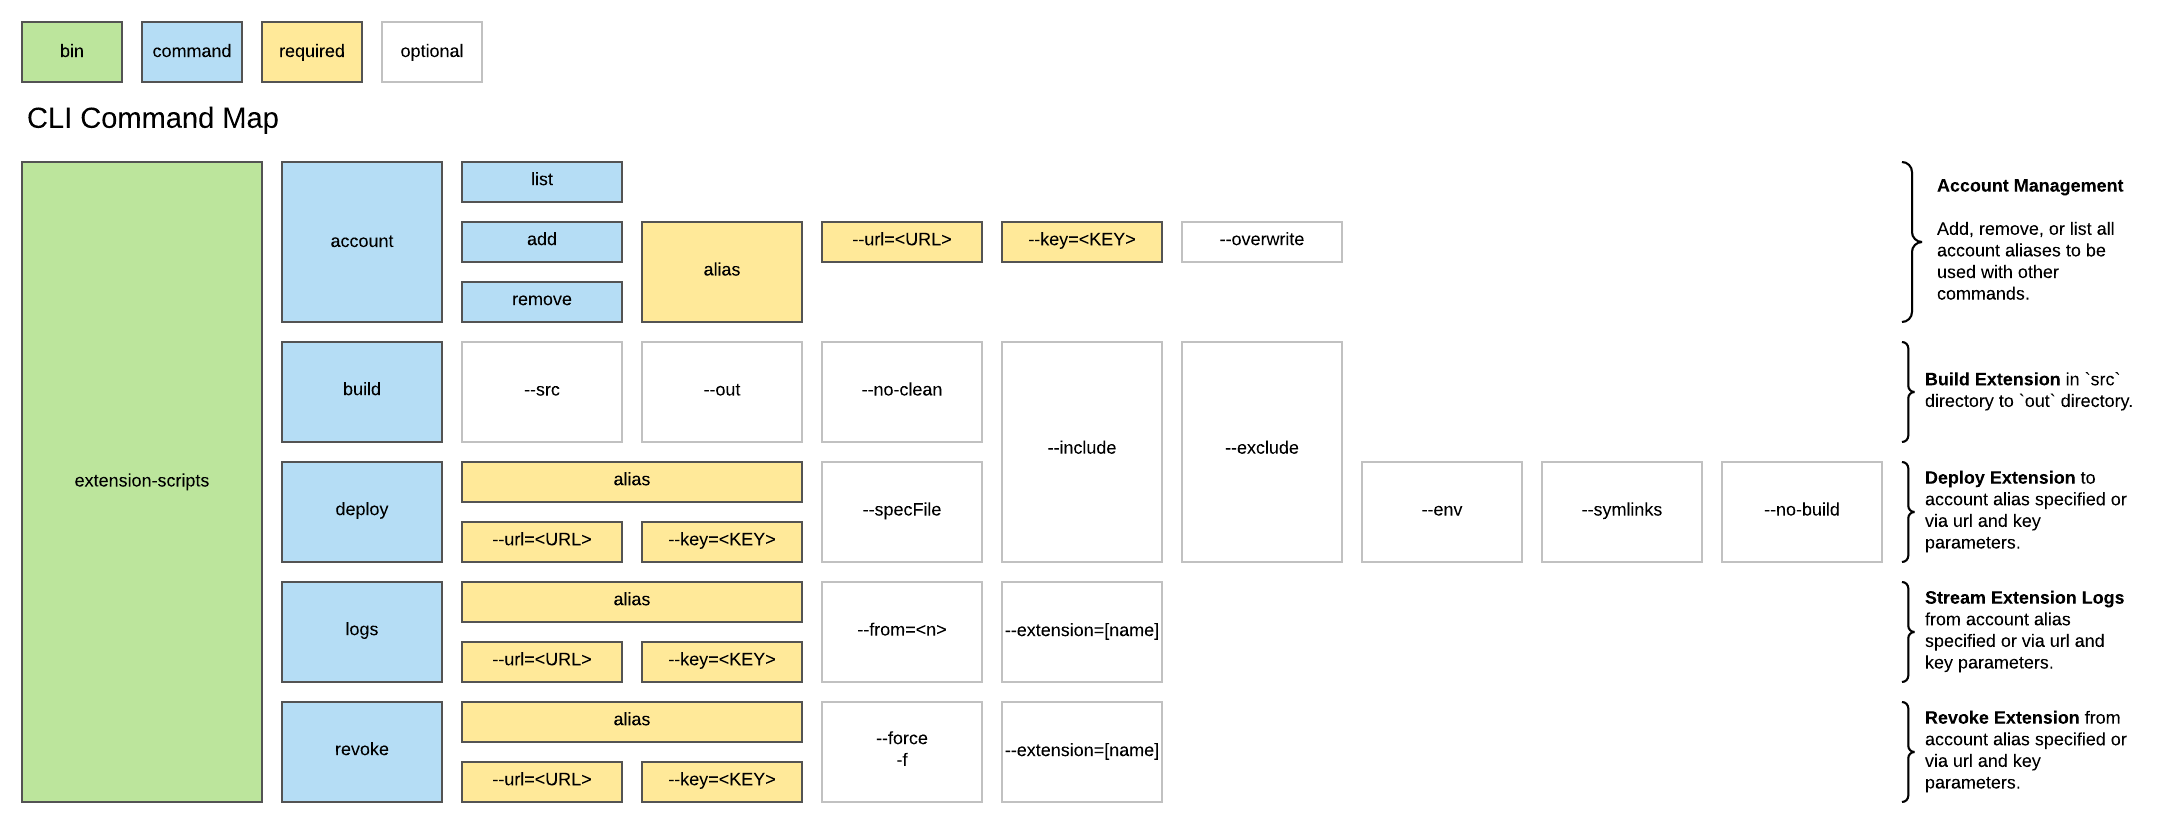 bin
command
required
optional
CLI Command Map
extension-scripts
account
list
add
remove
alias
--url=<URL>
--key=<KEY>
--overwrite
Account Management
Add, remove, or list all
account aliases to be
used with other
commands.
build
--src
--out
--no-clean
--include
--exclude
Build Extension in `src`
directory to `out` directory.
deploy
alias
--url=<URL>
--key=<KEY>
--specFile
--env
--symlinks
--no-build
Deploy Extension to
account alias specified or
via url and key
parameters.
logs
alias
--url=<URL>
--key=<KEY>
--from=<n>
--extension=[name]
Stream Extension Logs
from account alias
specified or via url and
key parameters.
revoke
alias
--url=<URL>
--key=<KEY>
--force
-f
--extension=[name]
Revoke Extension from
account alias specified or
via url and key
parameters.